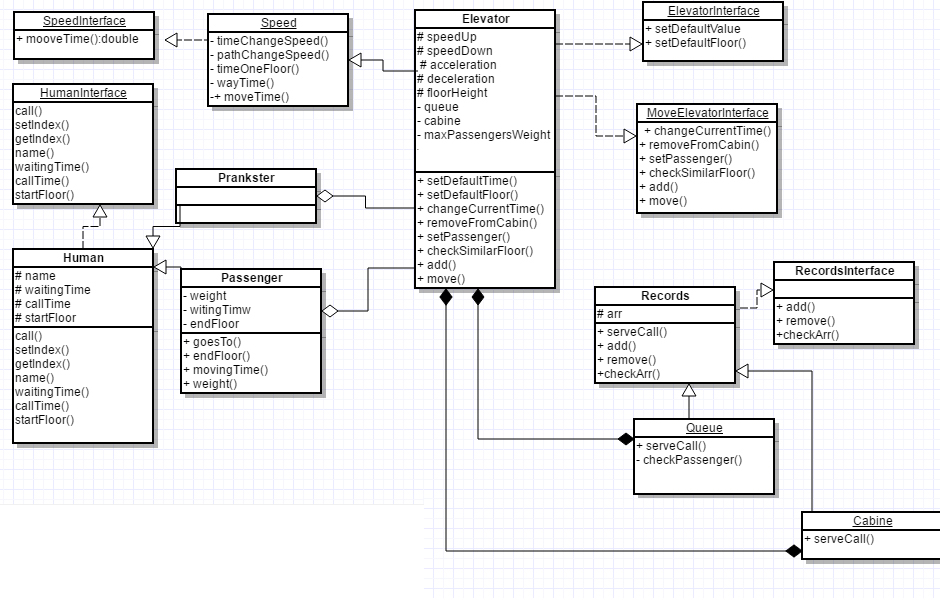 SpeedInterface
+ mooveTime():double
Speed
- timeChangeSpeed()
- pathChangeSpeed()
- timeOneFloor()
- wayTime()
-+ moveTime()
Elevator
# speedUp
# speedDown
# acceleration
# deceleration
# floorHeight
- queue
- cabine
- maxPassengersWeight
+ setDefaultTime()
+ setDefaultFloor()
+ changeCurrentTime()
+ removeFromCabin()
+ setPassenger()
+ checkSimilarFloor()
+ add()
+ move()
ElevatorInterface
+ setDefaultValue
+ setDefaultFloor()
MoveElevatorInterface
+ changeCurrentTime()
+ removeFromCabin()
+ setPassenger()
+ checkSimilarFloor()
+ add()
+ move()
HumanInterface
call()
setIndex()
getIndex()
name()
waitingTime()
callTime()
startFloor()
Prankster
Human
# name
# waitingTime
# callTime
# startFloor
call()
setIndex()
getIndex()
name()
waitingTime()
callTime()
startFloor()
Passenger
- weight
- witingTimw
- endFloor
+ goesTo()
+ endFloor()
+ movingTime()
+ weight()
Records
# arr
+ serveCall()
+ add()
+ remove()
+checkArr()
RecordsInterface
+ add()
+ remove()
+checkArr()
Queue
+ serveCall()
- checkPassenger()
Cabine
+ serveCall()